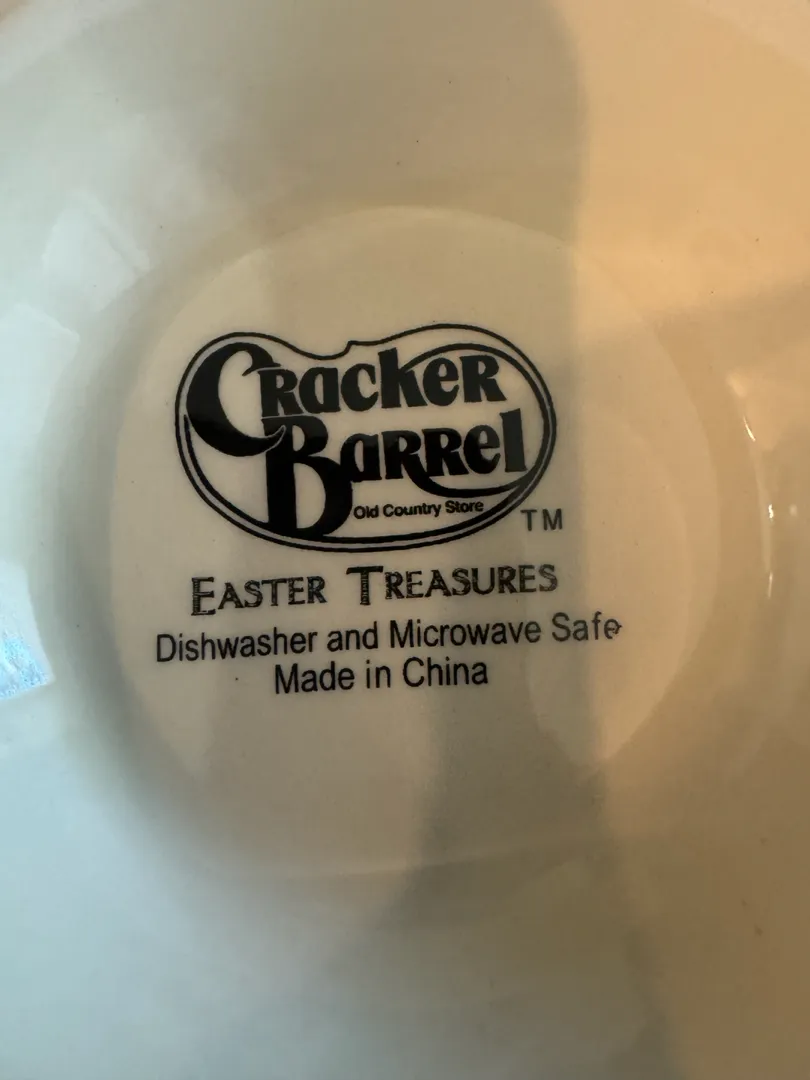 Cracker
Barrel
Old Country Store
TM
EASTER TREASURES
Dishwasher and Microwave Safe
Made in China